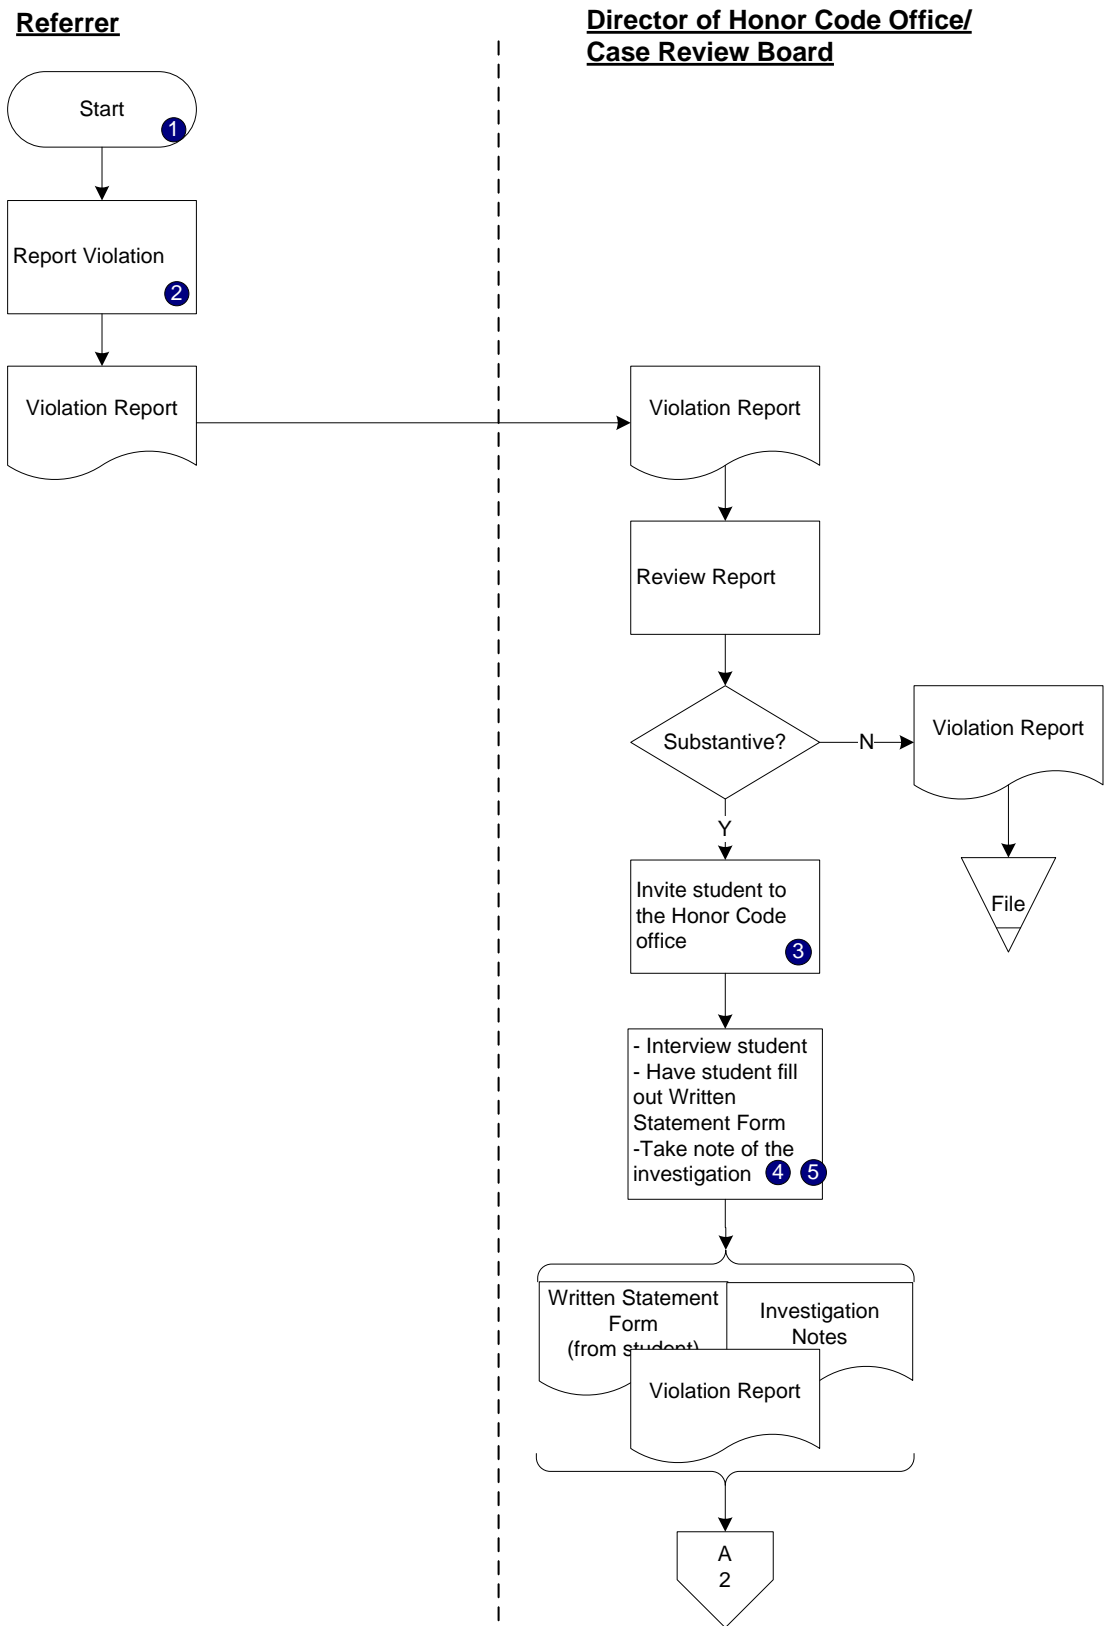 Referrer
Director of Honor Code Office/
Case Review Board
Start
1
Report Violation
2
Violation Report
Violation Report
Review Report
Substantive?
N
Violation Report
Y
File
Invite student to
the Honor Code
office
3
- Interview student
- Have student fill
out Written
Statement Form
-Take note of the
investigation
4
5
Written Statement
Form
(from student)
Investigation
Notes
Violation Report
A
2